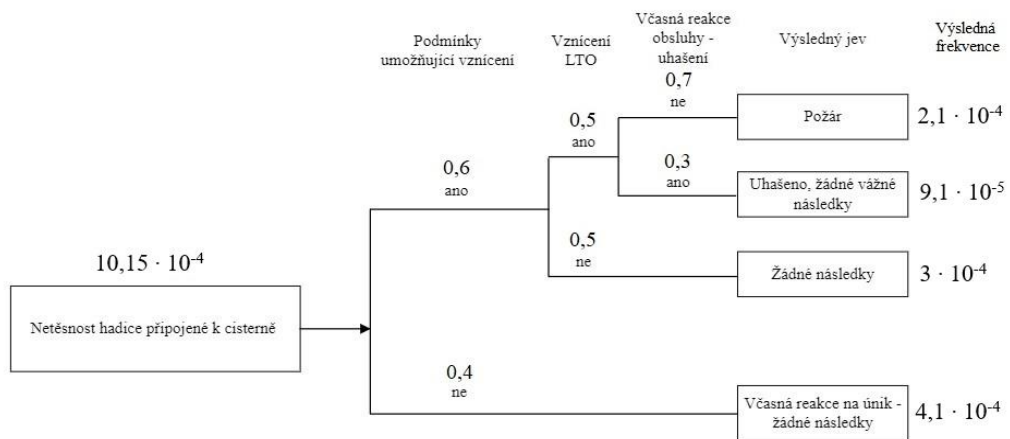 Podmínky
umožňující vznícení
Vznícení
LTO
Včasná reakce
obsluhy -
uhašení
Výsledný jev
Výsledná
frekvence
0,7
ne
Požár
2,1 · 10-4
0,5
ano
0,3
ano
Uhašeno, žádné vážné
následky
9,1 · 10-5
0,6
ano
0,5
ne
Žádné následky
3 · 10-4
10,15 · 10-4
Netěsnost hadice připojené k cisterně
0,4
ne
Včasná reakce na únik -
žádné následky
4,1 · 10-4